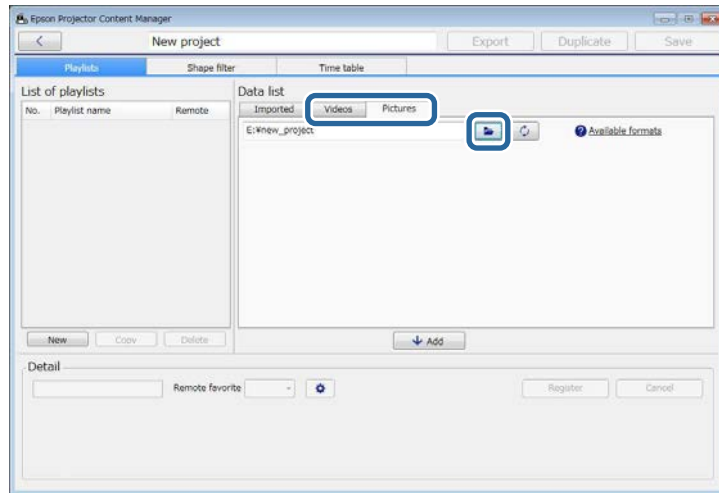 Epson Projector Content Manager
New project
Export
Duplicate
Save
Playlists
Shape filter
Time table
List of playlists
No.
Playlist name
Remote
Data list
Imported
Videos
Pictures
E:¥new_project
Available formats
New
Copy
Delete
Add
Detail
Remote favorite
Register
Cancel